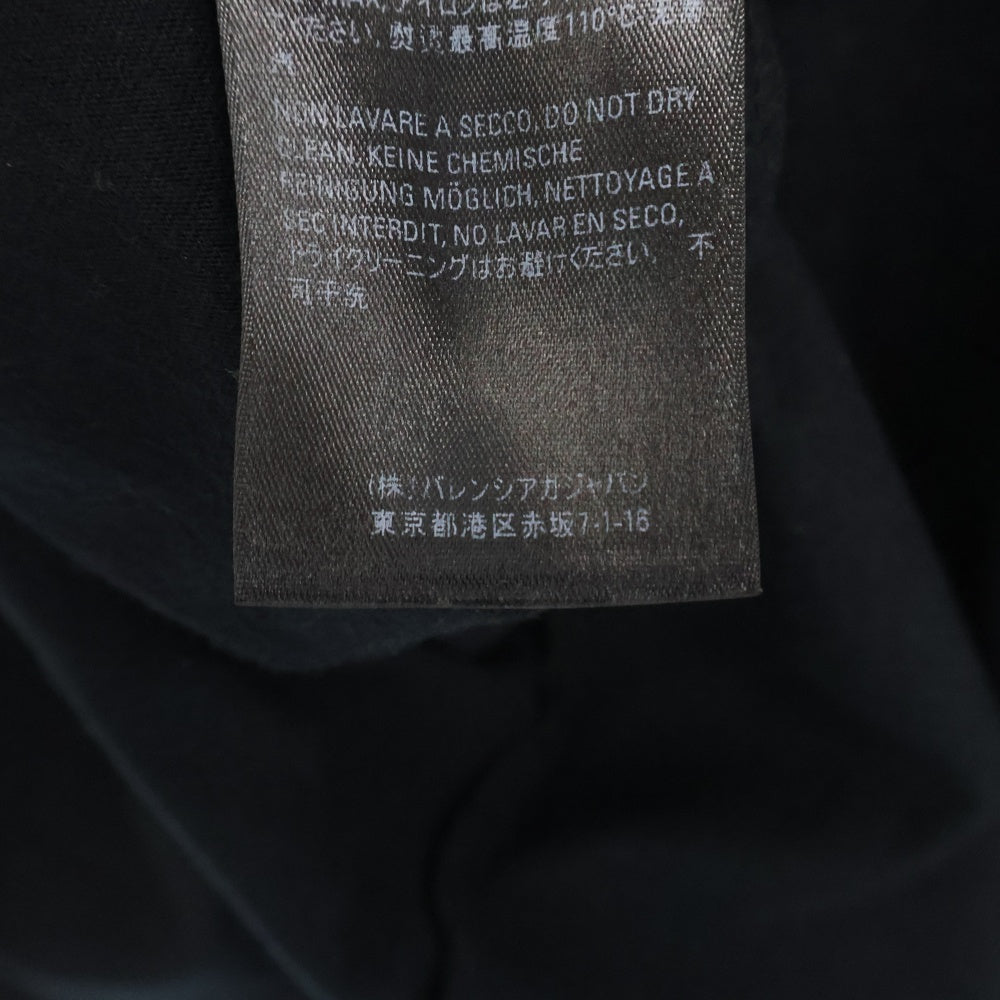 ください 熨烫最高温度110°C
NON LAVARE A SECCO, DO NOT DRY
CLEAN, KEINE CHEMISCHE
REINIGUNG MÖGLICH, NETTOYAGE A
SEC INTERDIT, NO LAVAR EN SECO,
ドライクリーニングはお避けください 不
可干洗
(株)バレンシアガジャパン
東京都港区赤坂7-1-16